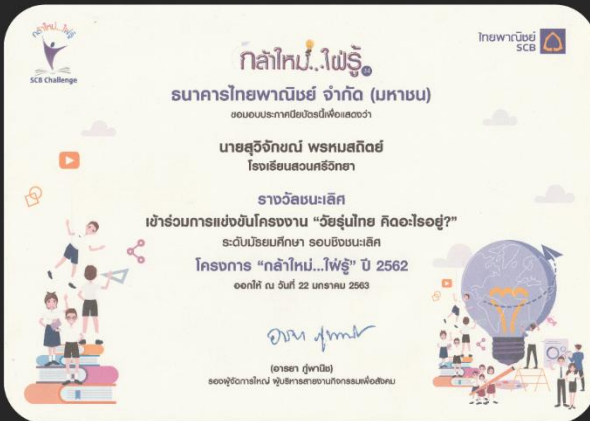 กล้าใหม่...ใฝ่รู้
SCB Challenge
ไทยพาณิชย์
SCB
กล้าใหม่...ใฝ่รู้
14
ธนาคารไทยพาณิชย์ จำกัด (มหาชน)
ขอมอบประกาศนียบัตรนี้เพื่อแสดงว่า
นายสุวิจักขณ์ พรหมสถิตย์
โรงเรียนสวนศรีวิทยา
รางวัลชนะเลิศ
เข้าร่วมการแข่งขันโครงงาน “วัยรุ่นไทย คิดอะไรอยู่?”
ระดับมัธยมศึกษา รอบชิงชนะเลิศ
โครงการ “กล้าใหม่...ใฝ่รู้” ปี 2562
ออกให้ ณ วันที่ 22 มกราคม 2563
(อารยา ภู่พานิช)
รองผู้จัดการใหญ่ ผู้บริหารสายงานกิจกรรมเพื่อสังคม